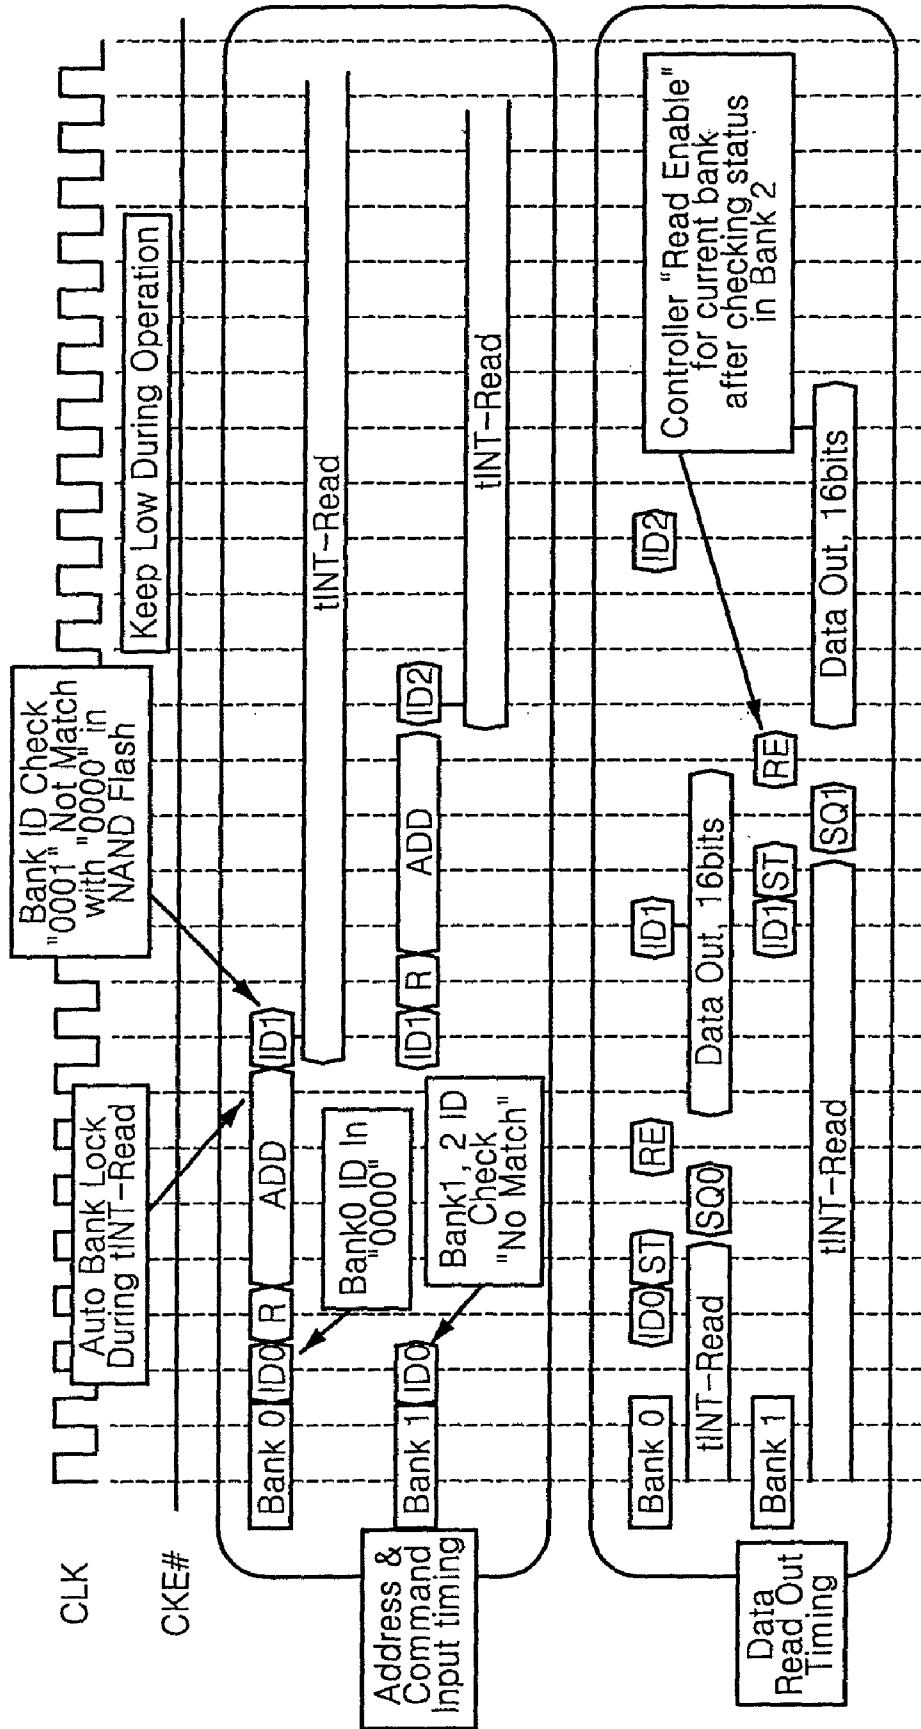 CLK
CKE#
Auto Bank Lock
During tINT-Read
Bank ID Check
"0001" Not Match
with "0000" in
NAND Flash
Keep Low During Operation
Address &
Command
Input timing
Bank 0
ID0
R
ADD
ID1
tINT-Read
Bank0 ID In
"0000"
Bank 1
ID0
Bank1, 2 ID
Check
"No Match"
ID1
R
ADD
ID2
tINT-Read
Data
Read Out
Timing
Bank 0
ID0
ST
RE
ID1
ID2
tINT-Read
SQ0
Data Out, 16bits
Bank 1
ID1
ST
RE
tINT-Read
SQ1
Data Out, 16bits
Controller "Read Enable"
for current bank
after checking status
in Bank 2